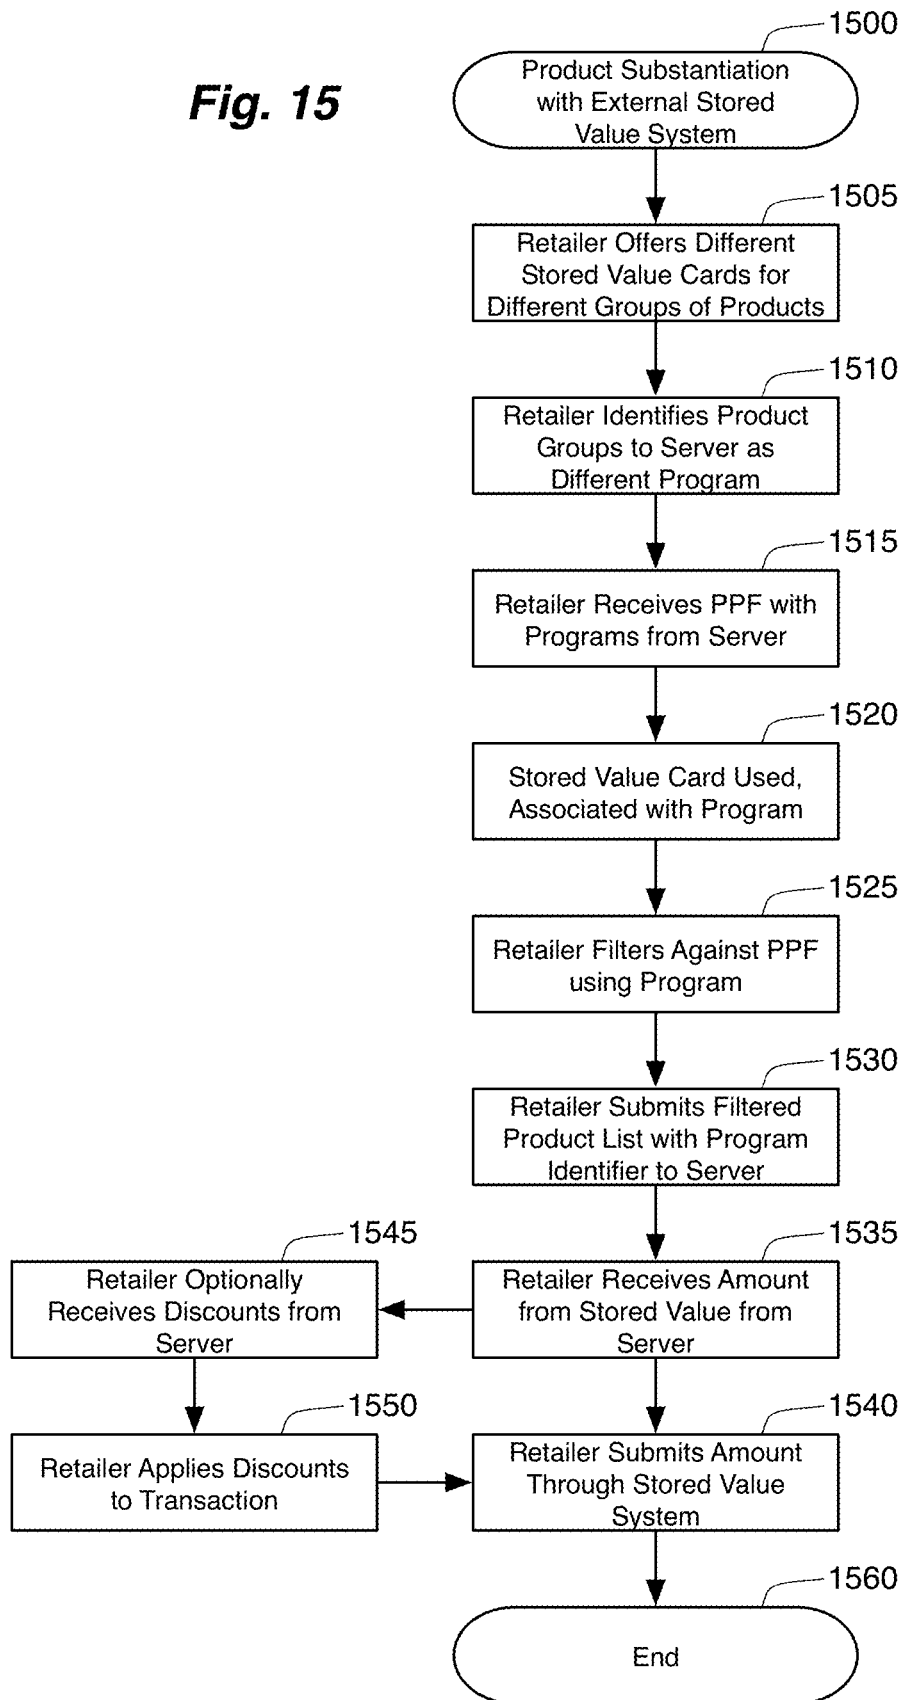 1500
Fig. 15
Product Substantiation
with External Stored
Value System
1505
Retailer Offers Different
Stored Value Cards for
Different Groups of Products
1510
Retailer Identifies Product
Groups to Server as
Different Program
1515
Retailer Receives PPF with
Programs from Server
1520
Stored Value Card Used,
Associated with Program
1525
Retailer Filters Against PPF
using Program
1530
Retailer Submits Filtered
Product List with Program
Identifier to Server
1535
Retailer Receives Amount
from Stored Value from
Server
1545
Retailer Optionally
Receives Discounts from
Server
1550
Retailer Applies Discounts
to Transaction
1540
Retailer Submits Amount
Through Stored Value
System
1560
End